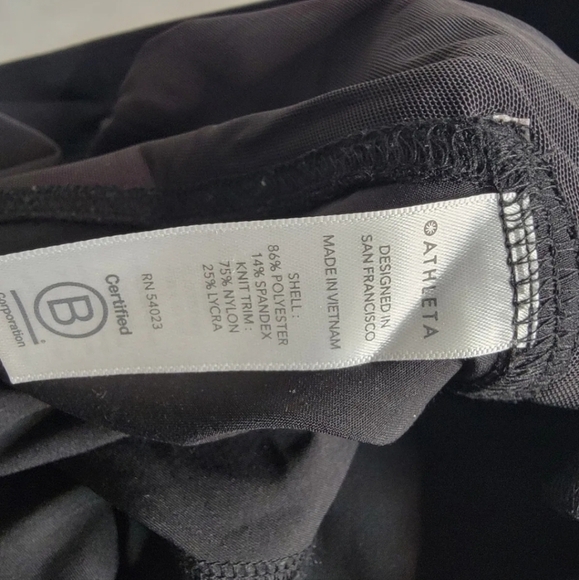 ATHLETA
DESIGNED IN
SAN FRANCISCO
MADE IN VIETNAM
SHELL :
86% POLYESTER
14% SPANDEX
KNIT TRIM :
75% NYLON
25% LYCRA
RN 54023
Certified
B
Corporation